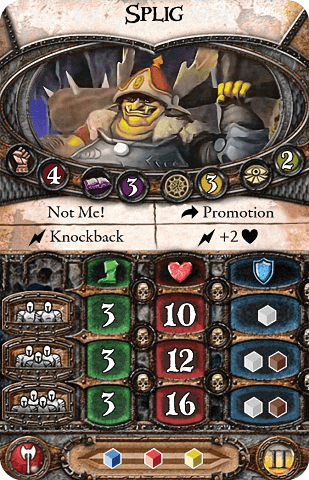 SPLIG
4 3 3 2
Not Me! Promotion
Knockback +2
3 10
3 12
3 16
II